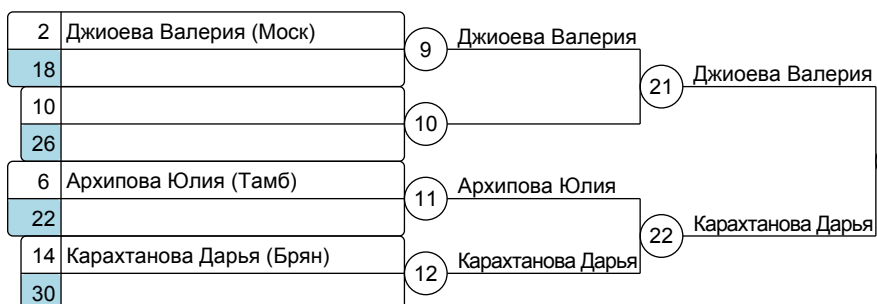 2 Джиоева Валерия (Моск)
18
9 Джиоева Валерия
10
26
10
21 Джиоева Валерия
6 Архипова Юлия (Тамб)
22
11 Архипова Юлия
14 Карахтанова Дарья (Брян)
30
12 Карахтанова Дарья
22 Карахтанова Дарья